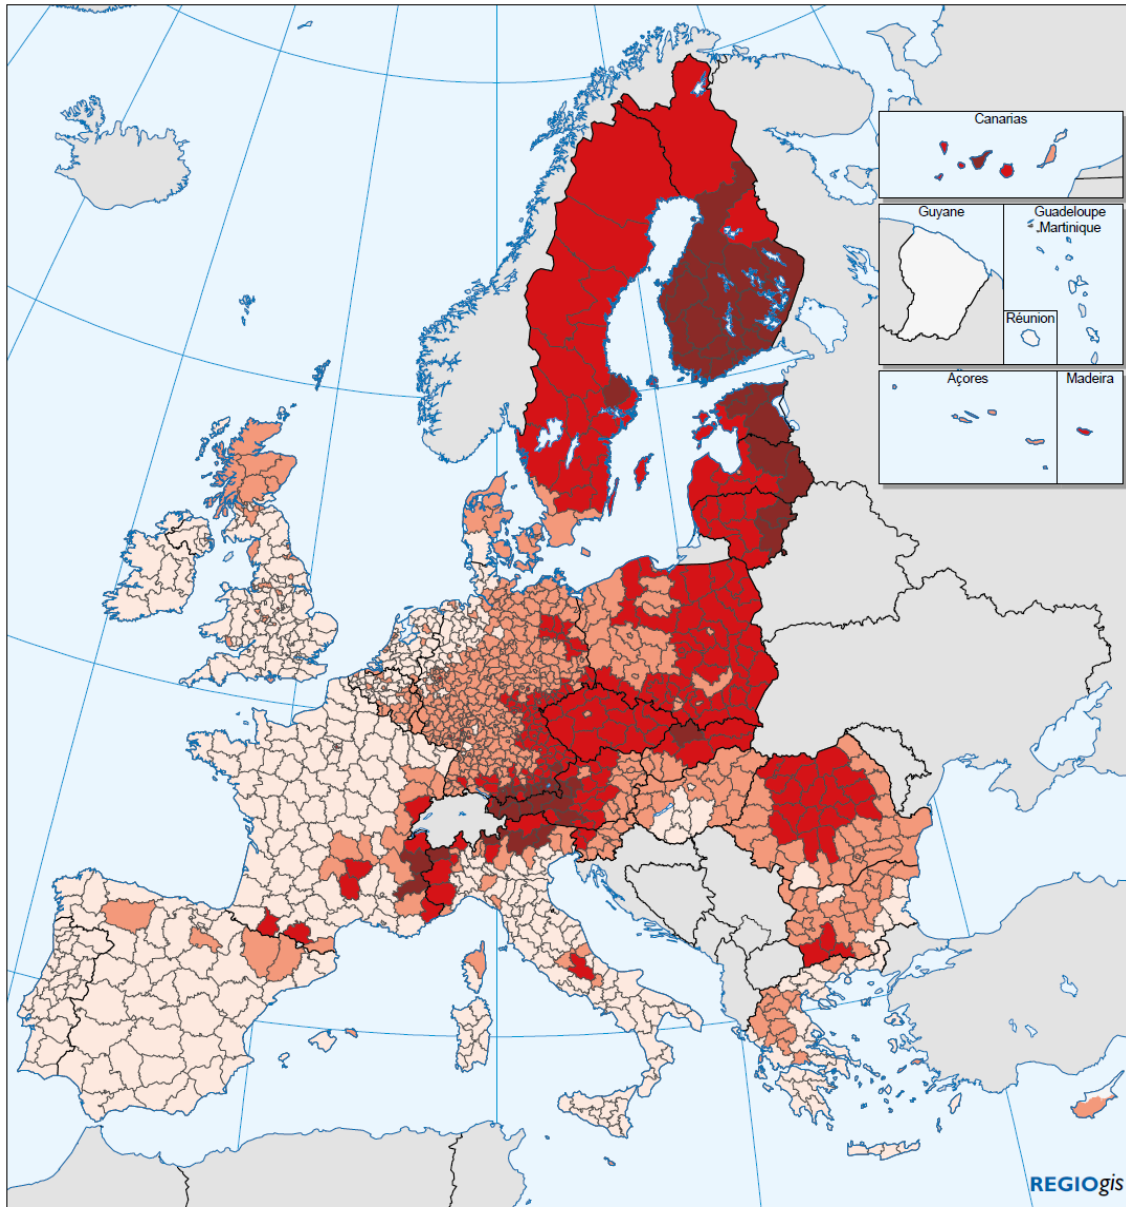 Canarias
Guyane
Guadeloupe
Martinique
Réunion
Açores
Madeira
REGIOgis